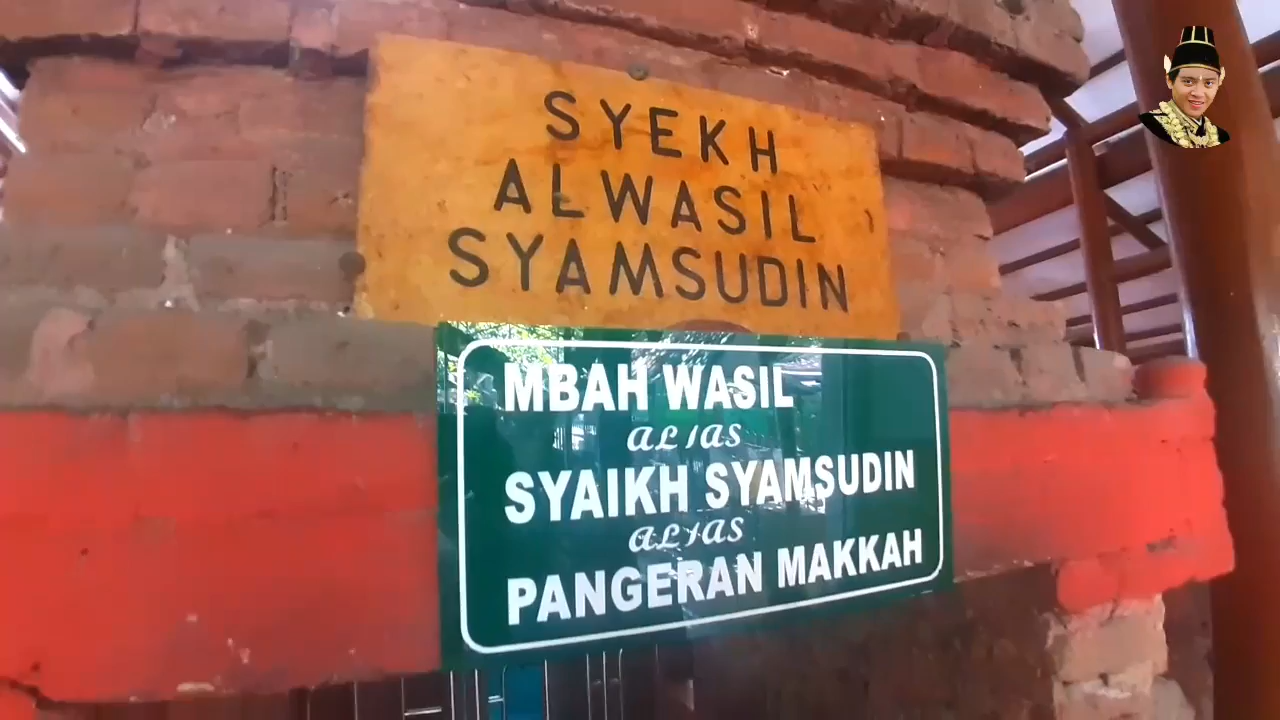 SYEKH
ALWASIL
SYAMSUDIN
MBAH WASIL
ALIAS
SYAIKH SYAMSUDIN
ALIAS
PANGERAN MAKKAH